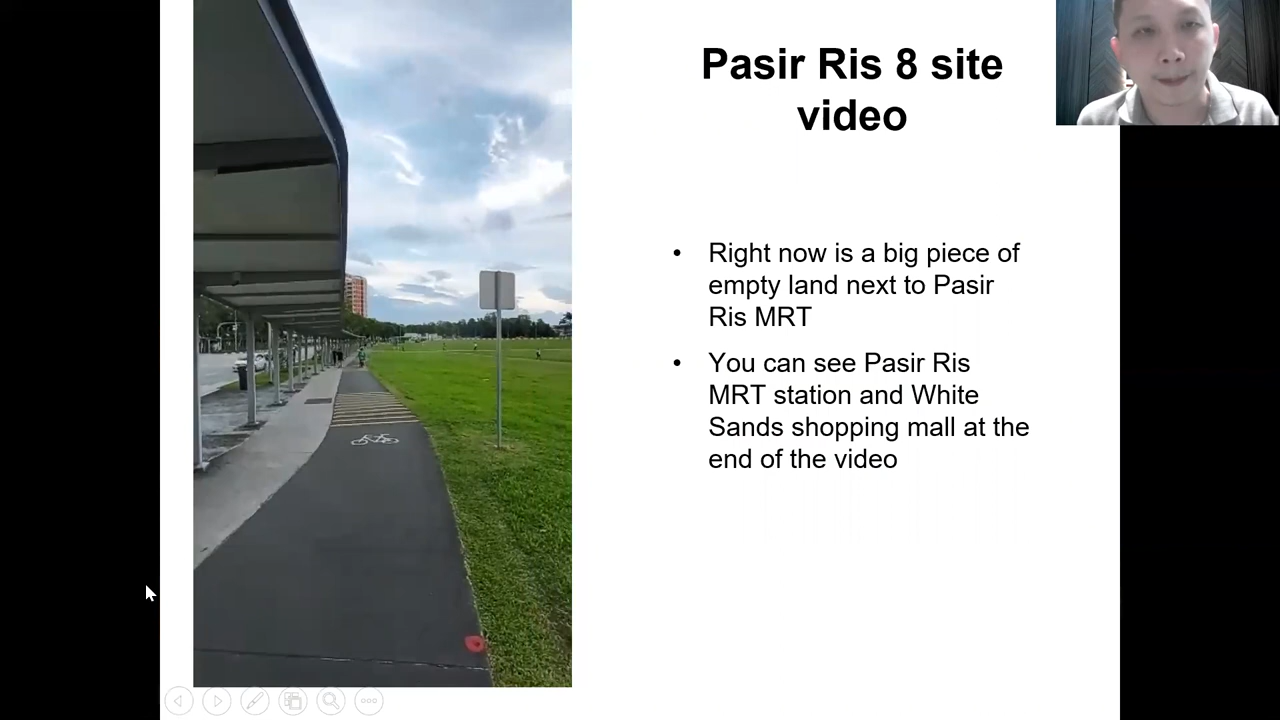 Pasir Ris 8 site
video
• Right now is a big piece of
empty land next to Pasir
Ris MRT
• You can see Pasir Ris
MRT station and White
Sands shopping mall at the
end of the video